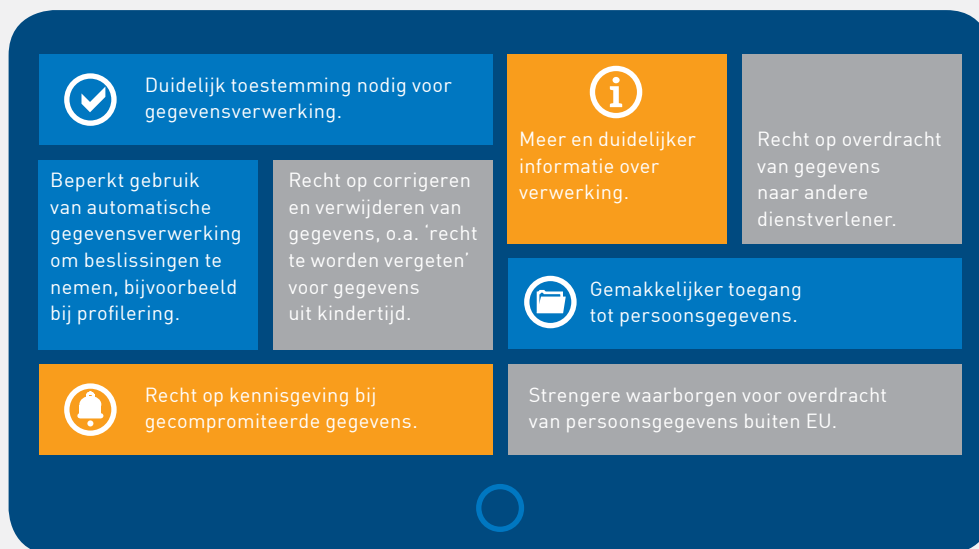 Duidelijk toestemming nodig voor
gegevensverwerking.
Beperkt gebruik
van automatische
gegevensverwerking
om beslissingen te
nemen, bijvoorbeeld
bij profilering.
Recht op corrigeren
en verwijderen van
gegevens, o.a. ‘recht
te worden vergeten’
voor gegevens
uit kindertijd.
Recht op kennisgeving bij
gecompromiteerde gegevens.
Meer en duidelijker
informatie over
verwerking.
Recht op overdracht
van gegevens
naar andere
dienstverlener.
Gemakkelijker toegang
tot persoonsgegevens.
Strengere waarborgen voor overdracht
van persoonsgegevens buiten EU.